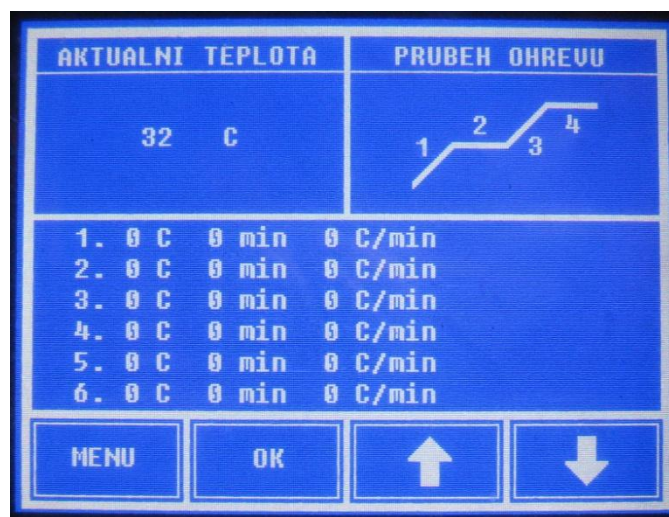 AKTUALNI TEPLOTA
PRUBEH OHREVU
32 C
1 2 3 4
1. 0 C 0 min 0 C/min
2. 0 C 0 min 0 C/min
3. 0 C 0 min 0 C/min
4. 0 C 0 min 0 C/min
5. 0 C 0 min 0 C/min
6. 0 C 0 min 0 C/min
MENU
OK